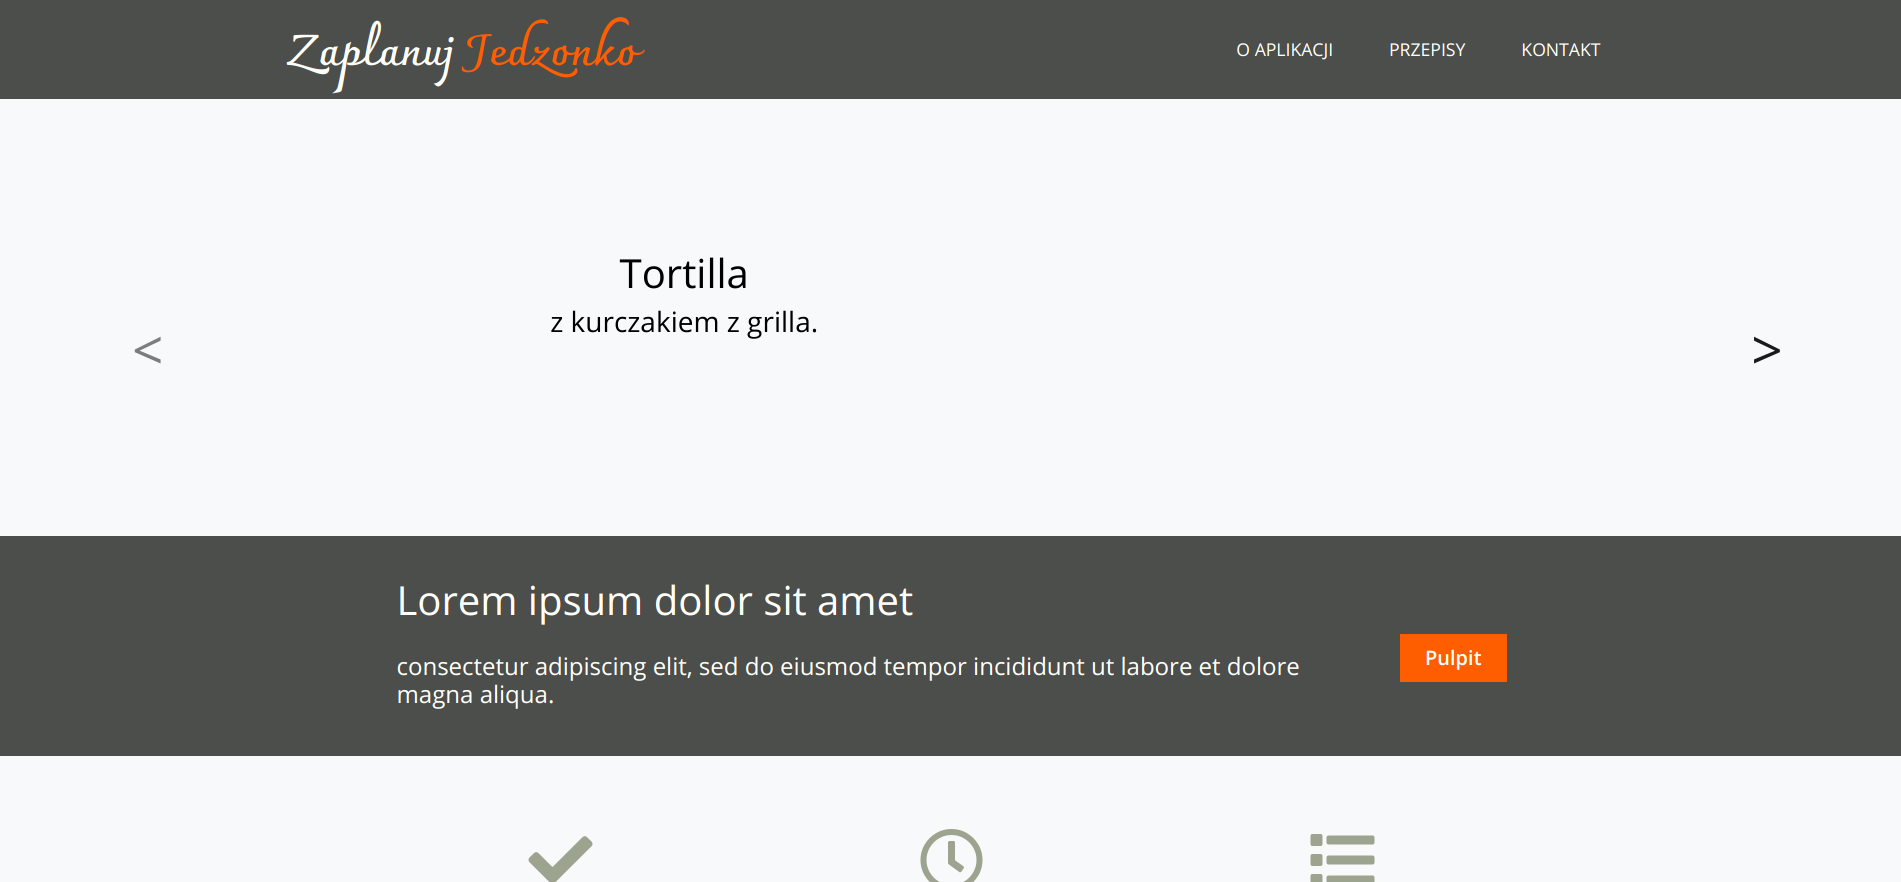 Zaplanuj Jedzonko
O APLIKACJI
PRZEPISY
KONTAKT
Tortilla
z kurczakiem z grilla.
<
>
Lorem ipsum dolor sit amet
consectetur adipiscing elit, sed do eiusmod tempor incididunt ut labore et dolore
magna aliqua.
Pulpit